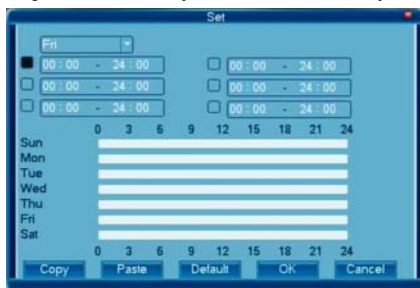 Set
Fri
00:00 - 24:00 00:00 - 24:00
00:00 - 24:00 00:00 - 24:00
00:00 - 24:00 00:00 - 24:00
0 3 6 9 12 15 18 21 24
Sun
Mon
Tue
Wed
Thu
Fri
Sat
0 3 6 9 12 15 18 21 24
Copy Paste Default OK Cancel